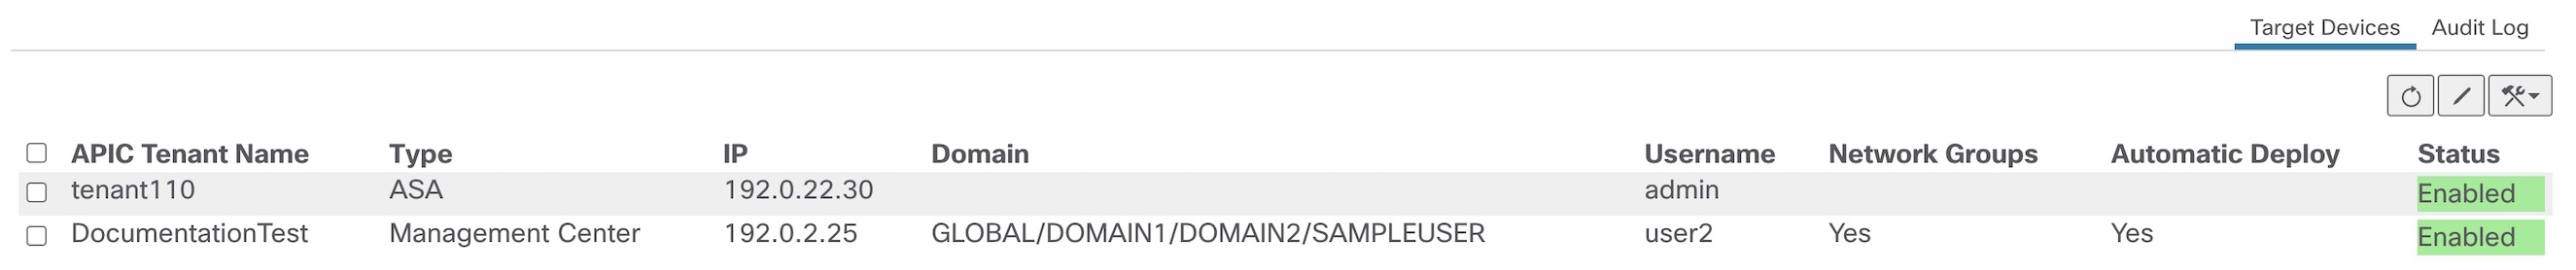 Target Devices Audit Log
APIC Tenant Name Type IP Domain Username Network Groups Automatic Deploy Status
tenant110 ASA 192.0.22.30 admin Enabled
DocumentationTest Management Center 192.0.2.25 GLOBAL/DOMAIN1/DOMAIN2/SAMPLEUSER user2 Yes Yes Enabled